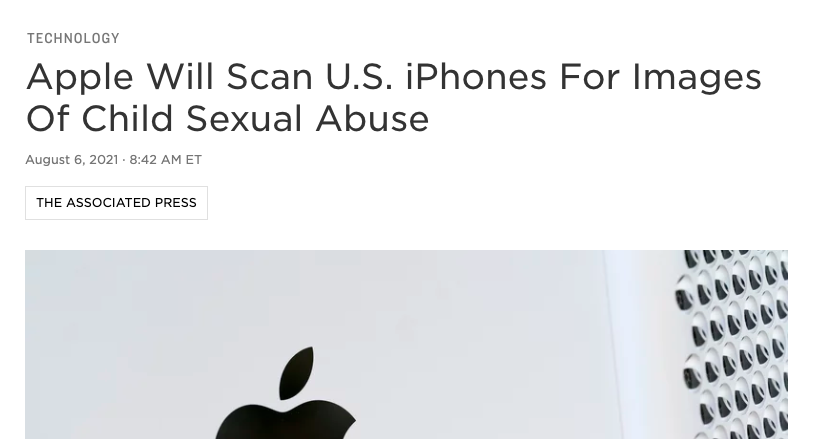 TECHNOLOGY
Apple Will Scan U.S. iPhones For Images
Of Child Sexual Abuse
August 6, 2021 · 8:42 AM ET
THE ASSOCIATED PRESS